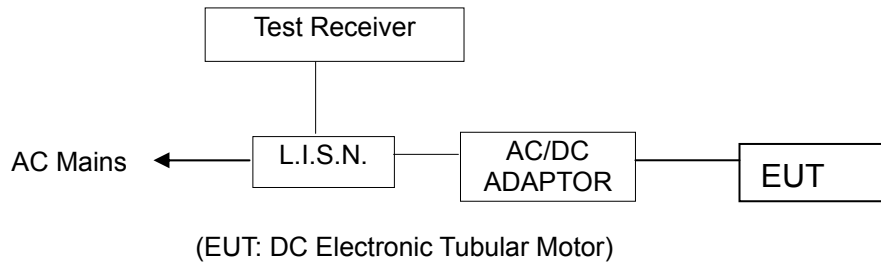 Test Receiver
AC Mains
L.I.S.N.
AC/DC
ADAPTOR
EUT
(EUT: DC Electronic Tubular Motor)